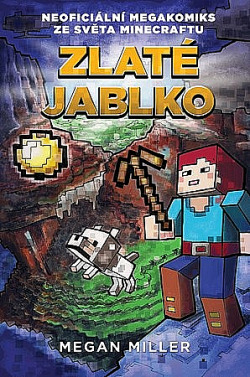 NEOFICIÁLNÍ MEGAKOMIKS
ZE SVĚTA MINECRAFTU
ZLATÉ
JABLKO
MEGAN MILLER